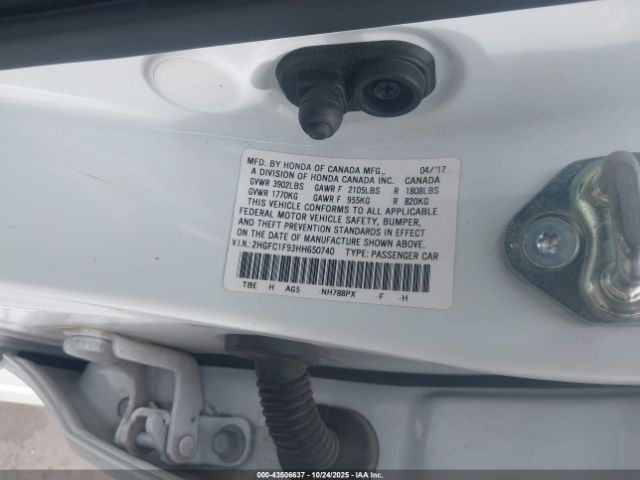 MFD. BY HONDA OF CANADA MFG., 04/'17
A DIVISION OF HONDA CANADA INC. CANADA
GVWR 3902LBS GAWR F 2105LBS R 1808LBS
GVWR 1770KG GAWR F 955KG R 820KG
THIS VEHICLE CONFORMS TO ALL APPLICABLE
FEDERAL MOTOR VEHICLE SAFETY, BUMPER,
AND THEFT PREVENTION STANDARDS IN EFFECT
ON THE DATE OF MANUFACTURE SHOWN ABOVE.
V.I.N.: 2HGFC1F93HH650740 TYPE: PASSENGER CAR
TBE H AG5 -NH788PX -F -H
000-43506637 - 10/24/2025 - IAAI.COM